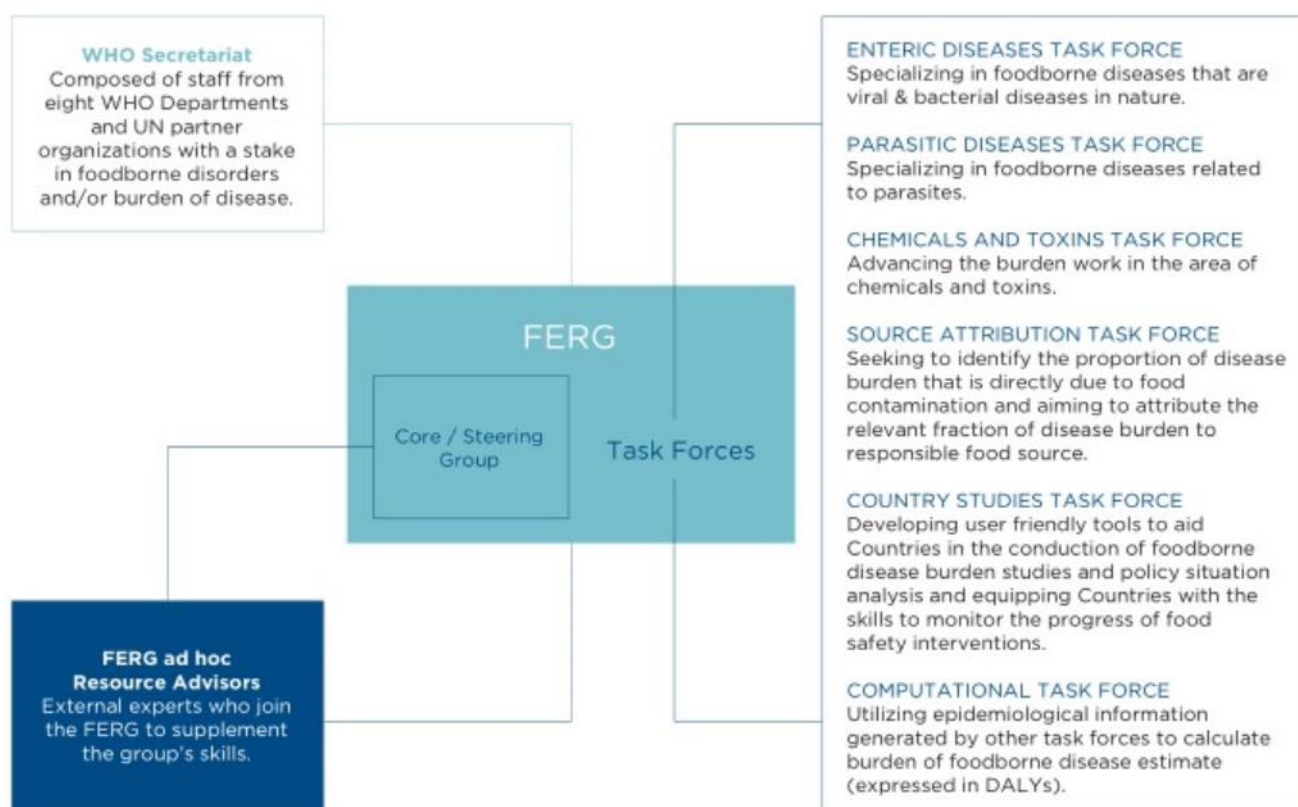 WHO Secretariat
Composed of staff from
eight WHO Departments
and UN partner
organizations with a stake
in foodborne disorders
and/or burden of disease.
FERG
Core / Steering
Group
Task Forces
FERG ad hoc
Resource Advisors
External experts who join
the FERG to supplement
the group's skills.
ENTERIC DISEASES TASK FORCE
Specializing in foodborne diseases that are
viral & bacterial diseases in nature.
PARASITIC DISEASES TASK FORCE
Specializing in foodborne diseases related
to parasites.
CHEMICALS AND TOXINS TASK FORCE
Advancing the burden work in the area of
chemicals and toxins.
SOURCE ATTRIBUTION TASK FORCE
Seeking to identify the proportion of disease
burden that is directly due to food
contamination and aiming to attribute the
relevant fraction of disease burden to
responsible food source.
COUNTRY STUDIES TASK FORCE
Developing user friendly tools to aid
Countries in the conduction of foodborne
disease burden studies and policy situation
analysis and equipping Countries with the
skills to monitor the progress of food
safety interventions.
COMPUTATIONAL TASK FORCE
Utilizing epidemiological information
generated by other task forces to calculate
burden of foodborne disease estimate
(expressed in DALYs).